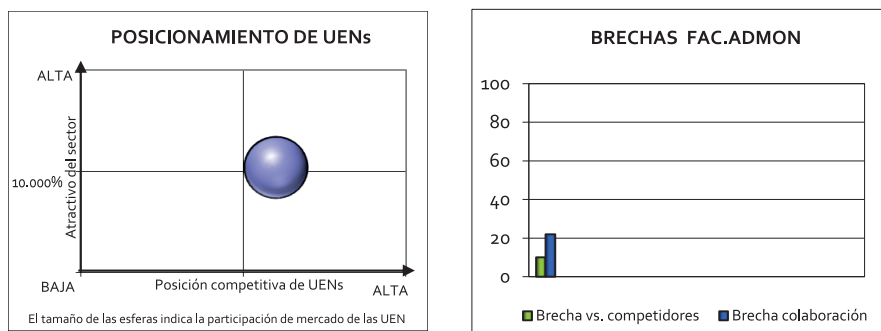 POSICIONAMIENTO DE UENs
ALTA
Atractivo del sector
10.000%
BAJA
Posición competitiva de UENs
ALTA
El tamaño de las esferas indica la participación de mercado de las UEN
BRECHAS FAC.ADMON
100
80
60
40
20
0
Brecha vs. competidores
Brecha colaboración